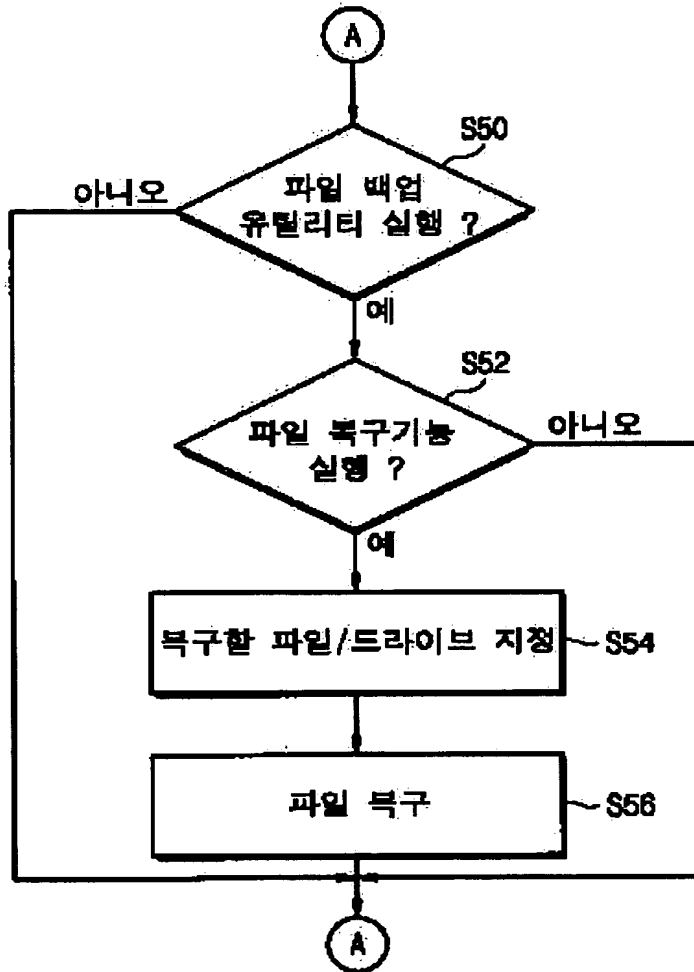 A
S50
파일 백업
유틸리티 실행 ?
아니오
예
S52
파일 복구기능
실행 ?
아니오
예
복구할 파일/드라이브 지정
S54
파일 복구
S56
A